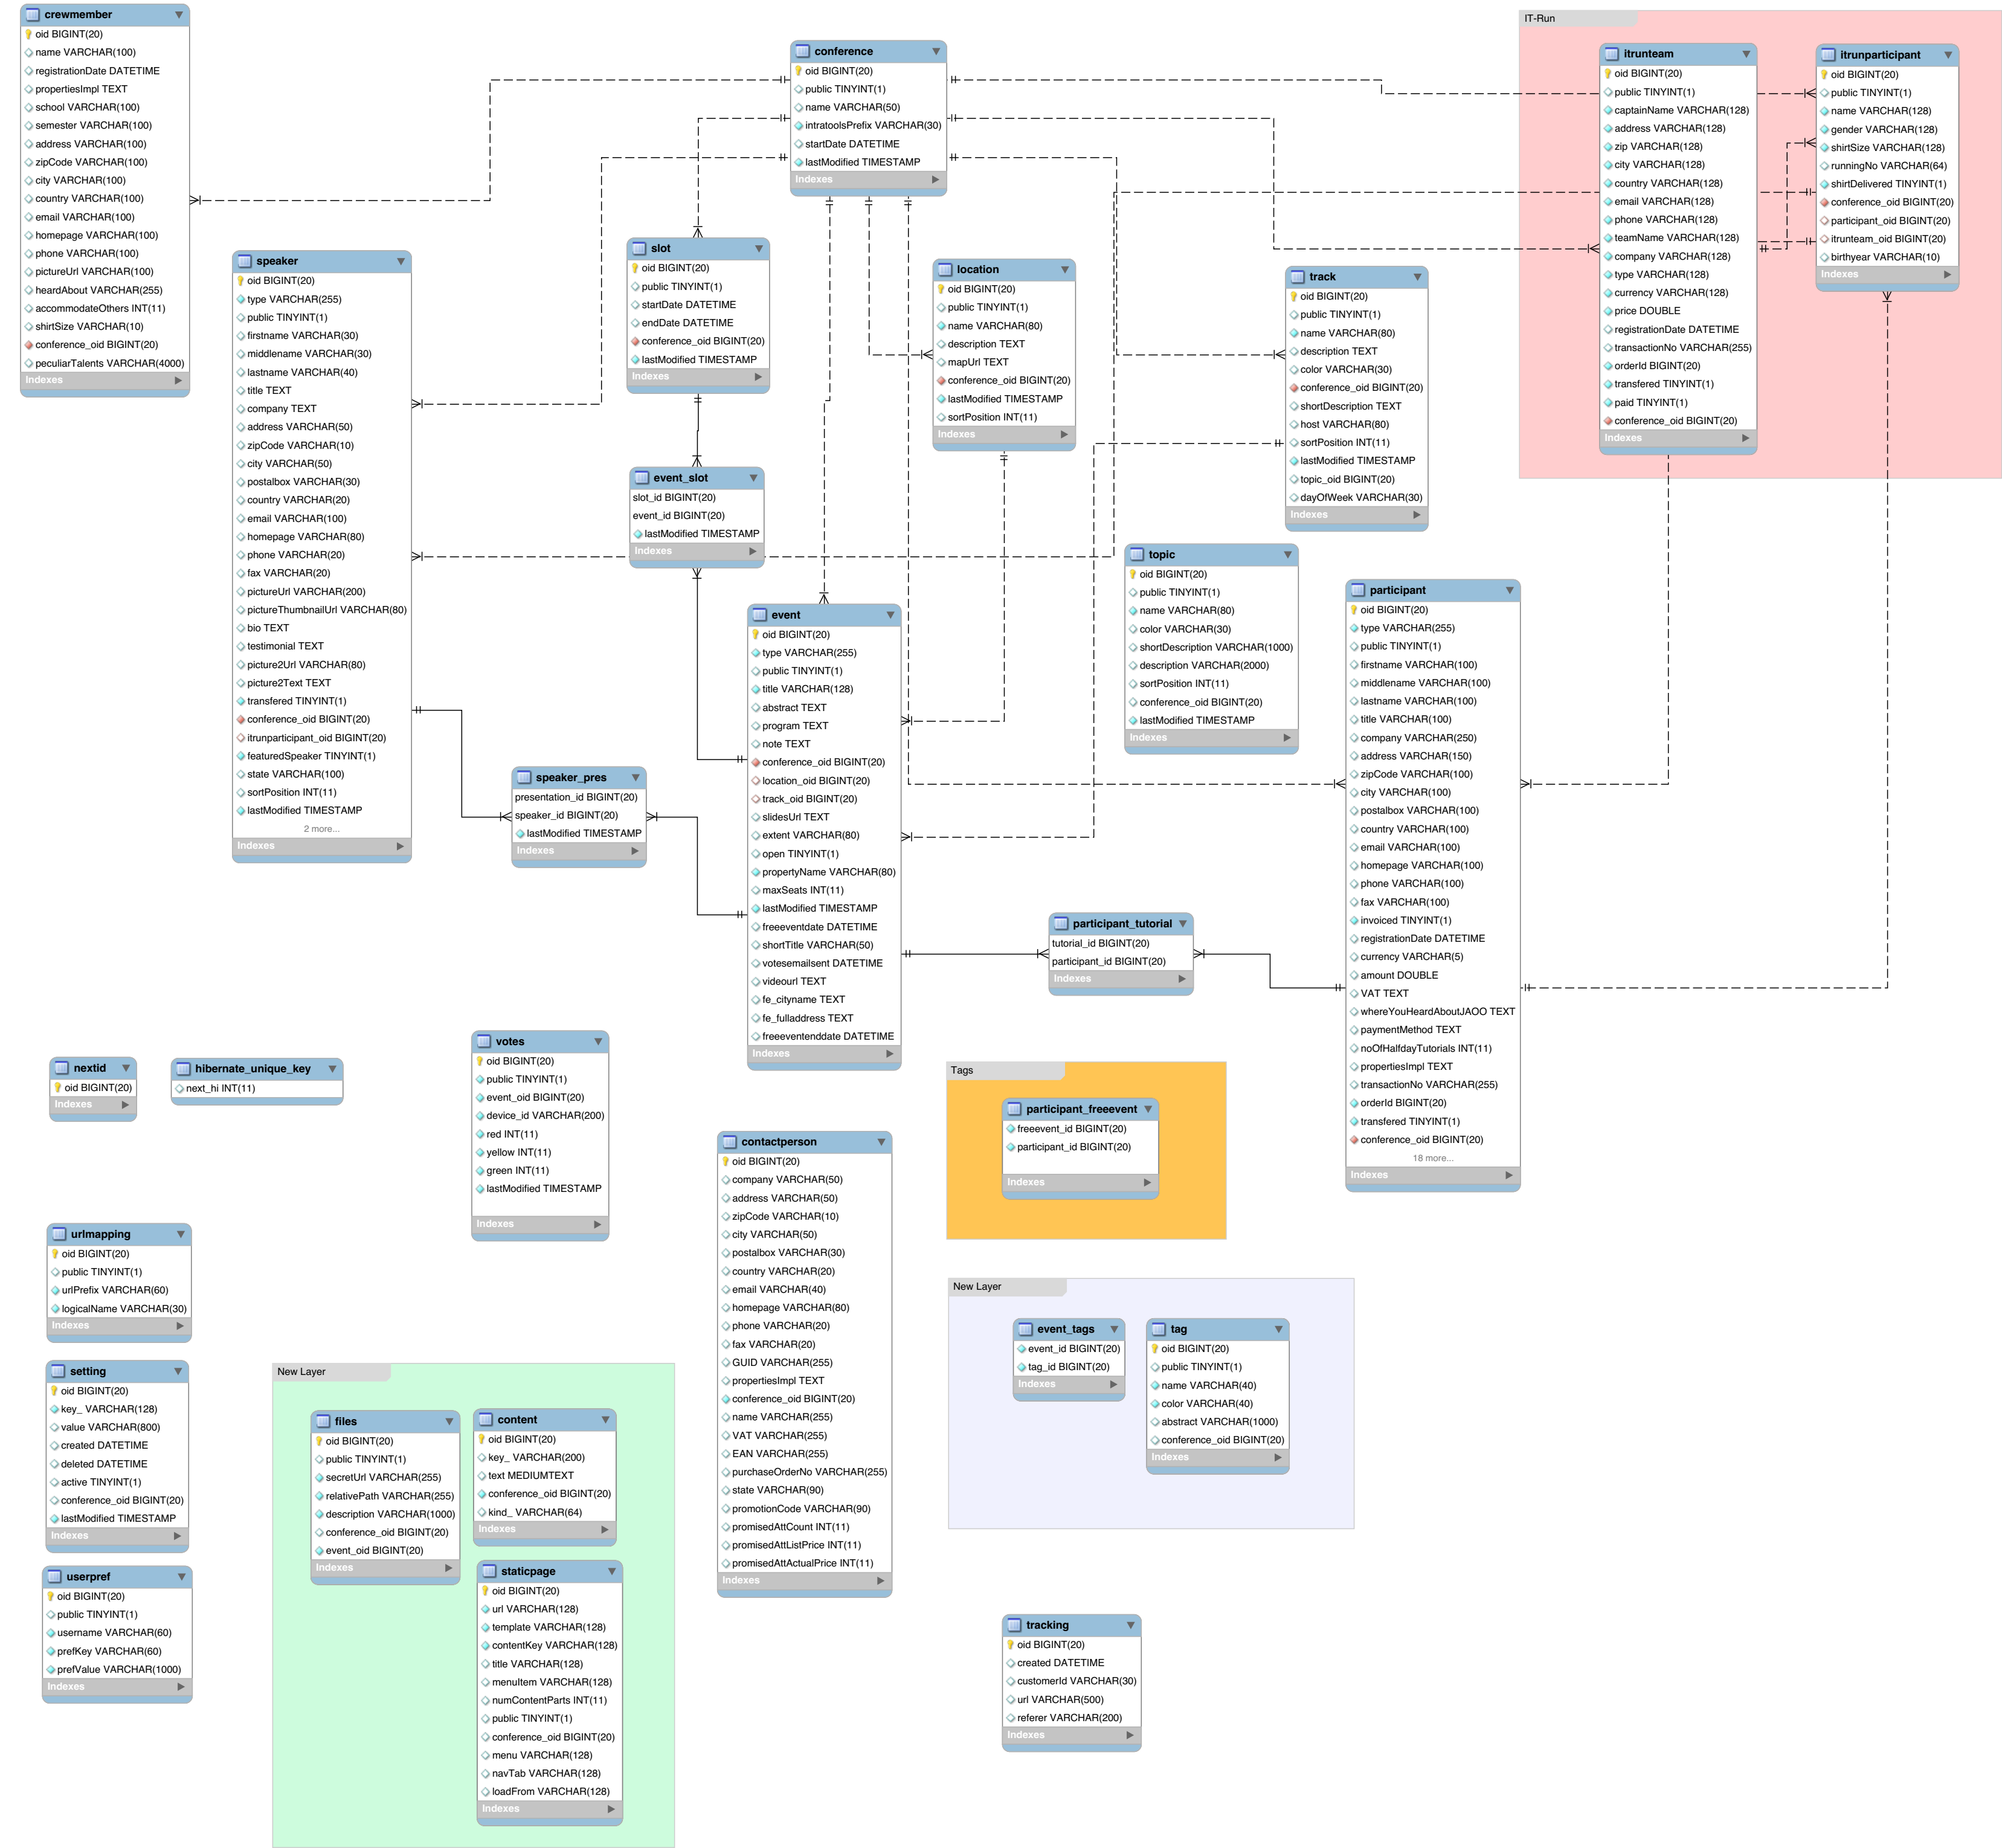 crewmember
oid BIGINT(20)
name VARCHAR(100)
registrationDate DATETIME
propertiesImpl TEXT
school VARCHAR(100)
semester VARCHAR(100)
address VARCHAR(100)
zipCode VARCHAR(100)
city VARCHAR(100)
country VARCHAR(100)
email VARCHAR(100)
homepage VARCHAR(100)
phone VARCHAR(100)
pictureUrl VARCHAR(100)
heardAbout VARCHAR(255)
accommodateOthers INT(11)
shirtSize VARCHAR(10)
conference_oid BIGINT(20)
peculiarTalents VARCHAR(4000)
Indexes
conference
oid BIGINT(20)
public TINYINT(1)
name VARCHAR(50)
intratoolsPrefix VARCHAR(30)
startDate DATETIME
lastModified TIMESTAMP
Indexes
IT-Run
itrunteam
oid BIGINT(20)
public TINYINT(1)
captainName VARCHAR(128)
address VARCHAR(128)
zip VARCHAR(128)
city VARCHAR(128)
country VARCHAR(128)
email VARCHAR(128)
phone VARCHAR(128)
teamName VARCHAR(128)
company VARCHAR(128)
type VARCHAR(128)
currency VARCHAR(128)
price DOUBLE
registrationDate DATETIME
transactionNo VARCHAR(255)
orderId BIGINT(20)
transfered TINYINT(1)
paid TINYINT(1)
conference_oid BIGINT(20)
Indexes
itrunparticipant
oid BIGINT(20)
public TINYINT(1)
name VARCHAR(128)
gender VARCHAR(128)
shirtSize VARCHAR(128)
runningNo VARCHAR(64)
shirtDelivered TINYINT(1)
conference_oid BIGINT(20)
participant_oid BIGINT(20)
itrunteam_oid BIGINT(20)
birthyear VARCHAR(10)
Indexes
speaker
oid BIGINT(20)
type VARCHAR(255)
public TINYINT(1)
firstname VARCHAR(30)
middlename VARCHAR(30)
lastname VARCHAR(40)
title TEXT
company TEXT
address VARCHAR(50)
zipCode VARCHAR(10)
city VARCHAR(50)
postalbox VARCHAR(30)
country VARCHAR(20)
email VARCHAR(100)
homepage VARCHAR(80)
phone VARCHAR(20)
fax VARCHAR(20)
pictureUrl VARCHAR(200)
pictureThumbnailUrl VARCHAR(80)
bio TEXT
testimonial TEXT
picture2Url VARCHAR(80)
picture2Text TEXT
transfered TINYINT(1)
conference_oid BIGINT(20)
itrunparticipant_oid BIGINT(20)
featuredSpeaker TINYINT(1)
state VARCHAR(100)
sortPosition INT(11)
lastModified TIMESTAMP
2 more...
Indexes
slot
oid BIGINT(20)
public TINYINT(1)
startDate DATETIME
endDate DATETIME
conference_oid BIGINT(20)
lastModified TIMESTAMP
Indexes
location
oid BIGINT(20)
public TINYINT(1)
name VARCHAR(80)
description TEXT
mapUrl TEXT
conference_oid BIGINT(20)
lastModified TIMESTAMP
sortPosition INT(11)
Indexes
track
oid BIGINT(20)
public TINYINT(1)
name VARCHAR(80)
description TEXT
color VARCHAR(30)
conference_oid BIGINT(20)
shortDescription TEXT
host VARCHAR(80)
sortPosition INT(11)
lastModified TIMESTAMP
topic_oid BIGINT(20)
dayOfWeek VARCHAR(30)
Indexes
event_slot
slot_id BIGINT(20)
event_id BIGINT(20)
lastModified TIMESTAMP
Indexes
topic
oid BIGINT(20)
public TINYINT(1)
name VARCHAR(80)
color VARCHAR(30)
shortDescription VARCHAR(1000)
description VARCHAR(2000)
sortPosition INT(11)
conference_oid BIGINT(20)
lastModified TIMESTAMP
Indexes
participant
oid BIGINT(20)
type VARCHAR(255)
public TINYINT(1)
firstname VARCHAR(100)
middlename VARCHAR(100)
lastname VARCHAR(100)
title VARCHAR(100)
company VARCHAR(250)
address VARCHAR(150)
zipCode VARCHAR(100)
city VARCHAR(100)
postalbox VARCHAR(100)
country VARCHAR(100)
email VARCHAR(100)
homepage VARCHAR(100)
phone VARCHAR(100)
fax VARCHAR(100)
invoiced TINYINT(1)
registrationDate DATETIME
currency VARCHAR(5)
amount DOUBLE
VAT TEXT
whereYouHeardAboutJAOO TEXT
paymentMethod TEXT
noOfHalfdayTutorials INT(11)
propertiesImpl TEXT
transactionNo VARCHAR(255)
orderId BIGINT(20)
transfered TINYINT(1)
conference_oid BIGINT(20)
18 more...
Indexes
event
oid BIGINT(20)
type VARCHAR(255)
public TINYINT(1)
title VARCHAR(128)
abstract TEXT
program TEXT
note TEXT
conference_oid BIGINT(20)
location_oid BIGINT(20)
track_oid BIGINT(20)
slidesUrl TEXT
extent VARCHAR(80)
open TINYINT(1)
propertyName VARCHAR(80)
maxSeats INT(11)
lastModified TIMESTAMP
freeeventdate DATETIME
shortTitle VARCHAR(50)
votesemailsent DATETIME
videourl TEXT
fe_cityname TEXT
fe_fulladdress TEXT
freeeventenddate DATETIME
Indexes
speaker_pres
presentation_id BIGINT(20)
speaker_id BIGINT(20)
lastModified TIMESTAMP
Indexes
participant_tutorial
tutorial_id BIGINT(20)
participant_id BIGINT(20)
Indexes
nextid
oid BIGINT(20)
Indexes
hibernate_unique_key
next_hi INT(11)
votes
oid BIGINT(20)
public TINYINT(1)
event_oid BIGINT(20)
device_id VARCHAR(200)
red INT(11)
yellow INT(11)
green INT(11)
lastModified TIMESTAMP
Indexes
Tags
participant_freeevent
freeevent_id BIGINT(20)
participant_id BIGINT(20)
Indexes
contactperson
oid BIGINT(20)
company VARCHAR(50)
address VARCHAR(50)
zipCode VARCHAR(10)
city VARCHAR(50)
postalbox VARCHAR(30)
country VARCHAR(20)
email VARCHAR(40)
homepage VARCHAR(80)
phone VARCHAR(20)
fax VARCHAR(20)
GUID VARCHAR(255)
propertiesImpl TEXT
conference_oid BIGINT(20)
name VARCHAR(255)
VAT VARCHAR(255)
EAN VARCHAR(255)
purchaseOrderNo VARCHAR(255)
state VARCHAR(90)
promotionCode VARCHAR(90)
promisedAttCount INT(11)
promisedAttListPrice INT(11)
promisedAttActualPrice INT(11)
Indexes
urlmapping
oid BIGINT(20)
public TINYINT(1)
urlPrefix VARCHAR(60)
logicalName VARCHAR(30)
Indexes
New Layer
event_tags
event_id BIGINT(20)
tag_id BIGINT(20)
Indexes
tag
oid BIGINT(20)
public TINYINT(1)
name VARCHAR(40)
color VARCHAR(40)
abstract VARCHAR(1000)
conference_oid BIGINT(20)
Indexes
setting
oid BIGINT(20)
key_ VARCHAR(128)
value VARCHAR(800)
created DATETIME
deleted DATETIME
active TINYINT(1)
conference_oid BIGINT(20)
lastModified TIMESTAMP
Indexes
New Layer
files
oid BIGINT(20)
public TINYINT(1)
secretUrl VARCHAR(255)
relativePath VARCHAR(255)
description VARCHAR(1000)
conference_oid BIGINT(20)
event_oid BIGINT(20)
Indexes
content
oid BIGINT(20)
key_ VARCHAR(200)
text MEDIUMTEXT
conference_oid BIGINT(20)
kind_ VARCHAR(64)
Indexes
staticpage
oid BIGINT(20)
url VARCHAR(128)
template VARCHAR(128)
contentKey VARCHAR(128)
title VARCHAR(128)
menuItem VARCHAR(128)
numContentParts INT(11)
public TINYINT(1)
conference_oid BIGINT(20)
menu VARCHAR(128)
navTab VARCHAR(128)
loadFrom VARCHAR(128)
Indexes
userpref
oid BIGINT(20)
public TINYINT(1)
username VARCHAR(60)
prefKey VARCHAR(60)
prefValue VARCHAR(1000)
Indexes
tracking
oid BIGINT(20)
created DATETIME
customerId VARCHAR(30)
url VARCHAR(500)
referer VARCHAR(200)
Indexes